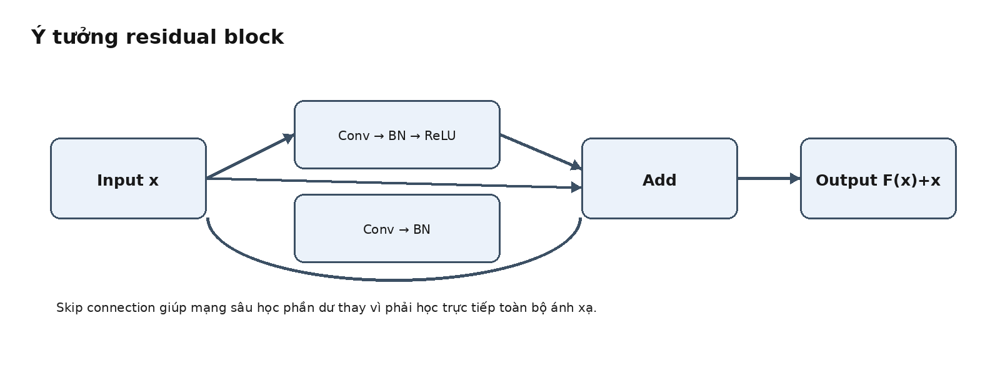 Ý tưởng residual block
Conv → BN → ReLU
Input x
Add
Output F(x)+x
Conv → BN
Skip connection giúp mạng sâu học phần dư thay vì phải học trực tiếp toàn bộ ánh xạ.